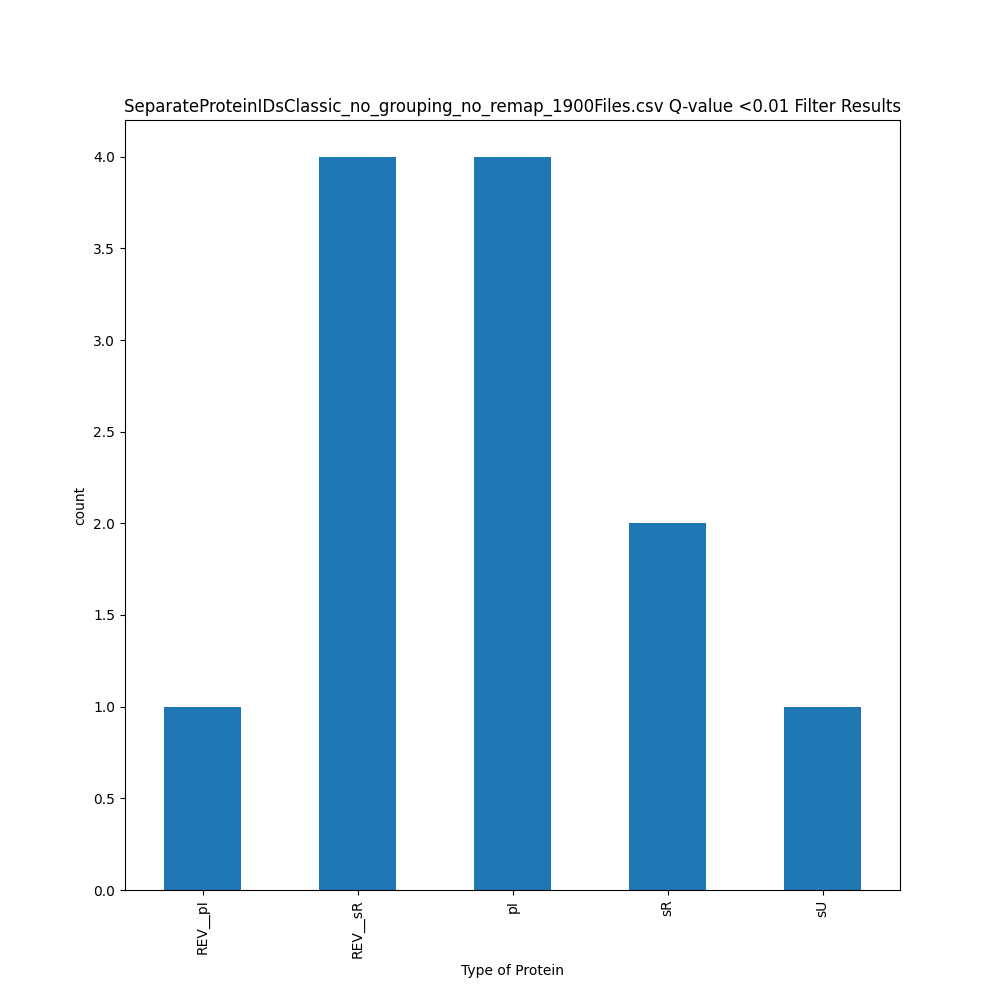 SeparateProteinIDsClassic_no_grouping_no_remap_1900Files.csv Q-value <0.01 Filter Results
4.0
3.5
3.0
2.5
2.0
1.5
1.0
0.5
0.0
count
REV__pI
REV__sR
pI
sR
sU
Type of Protein